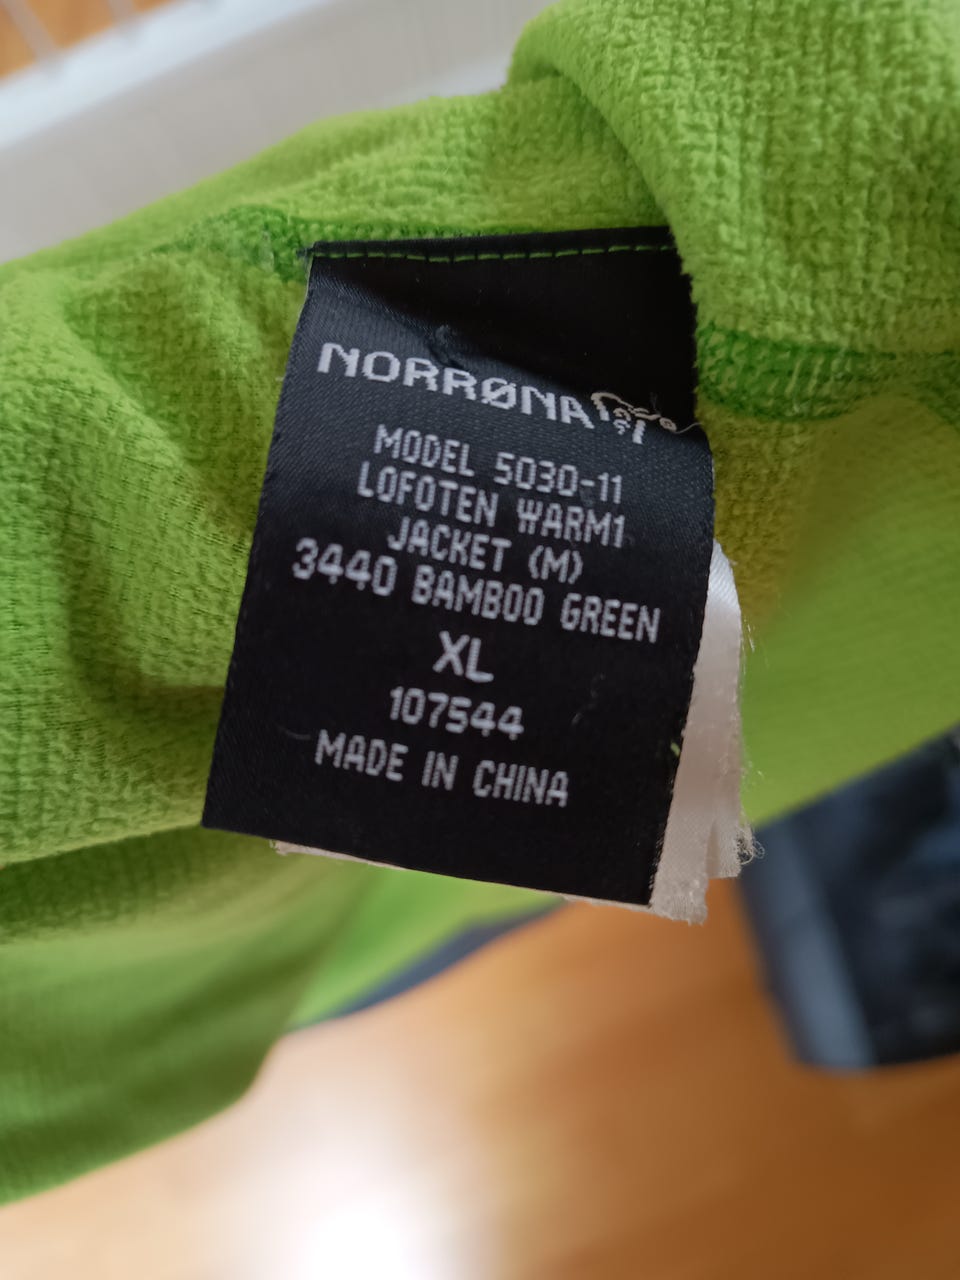 NORRØNA
MODEL 5030-11
LOFOTEN WARM1
JACKET (M)
3440 BAMBOO GREEN
XL
107544
MADE IN CHINA